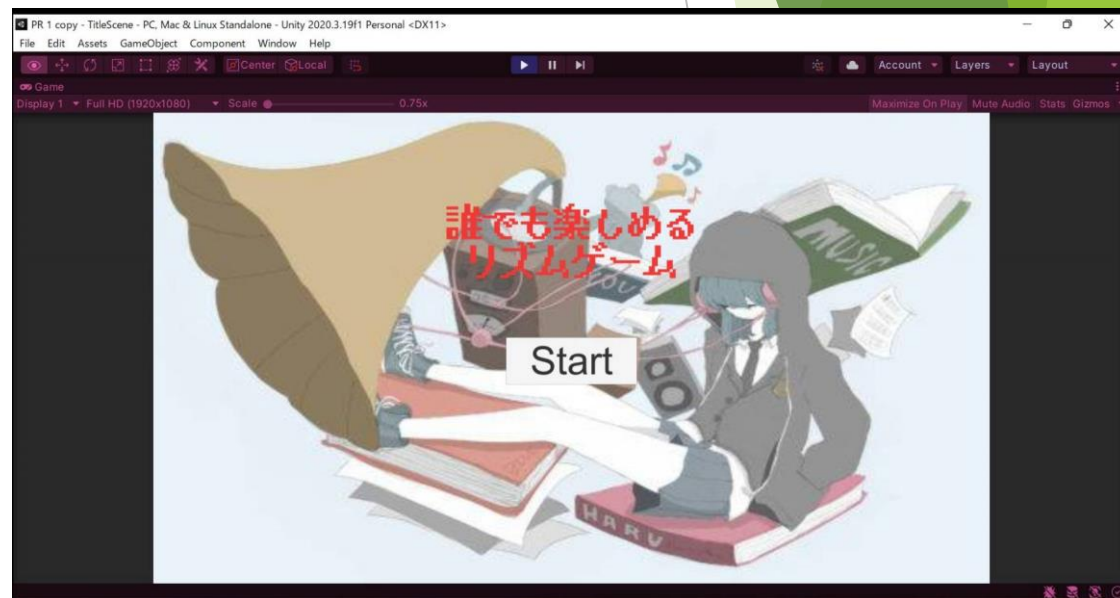 PR 1 copy - TitleScene - PC, Mac & Linux Standalone - Unity 2020.3.19f1 Personal <DX11>
File Edit Assets GameObject Component Window Help
Center Local Account Layers Layout
Game
Display 1 Full HD (1920x1080) Scale 0.75x Maximize On Play Mute Audio Stats Gizmos
誰でも楽しめる
リズムゲーム
MUSIC
YOU
Start
HARU